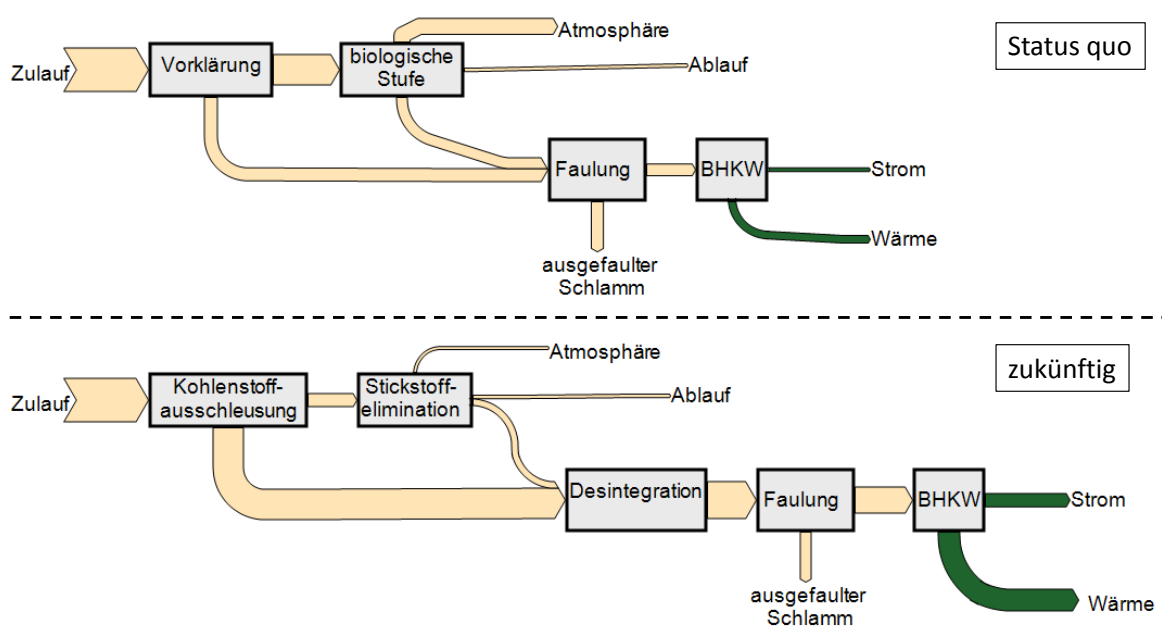 Status quo
Atmosphäre
Zulauf
Vorklärung
biologische
Stufe
Ablauf
Faulung
BHKW
Strom
Wärme
ausgefaulter
Schlamm
zukünftig
Atmosphäre
Zulauf
Kohlenstoff-
ausschleusung
Stickstoff-
elimination
Ablauf
Desintegration
Faulung
BHKW
Strom
Wärme
ausgefaulter
Schlamm